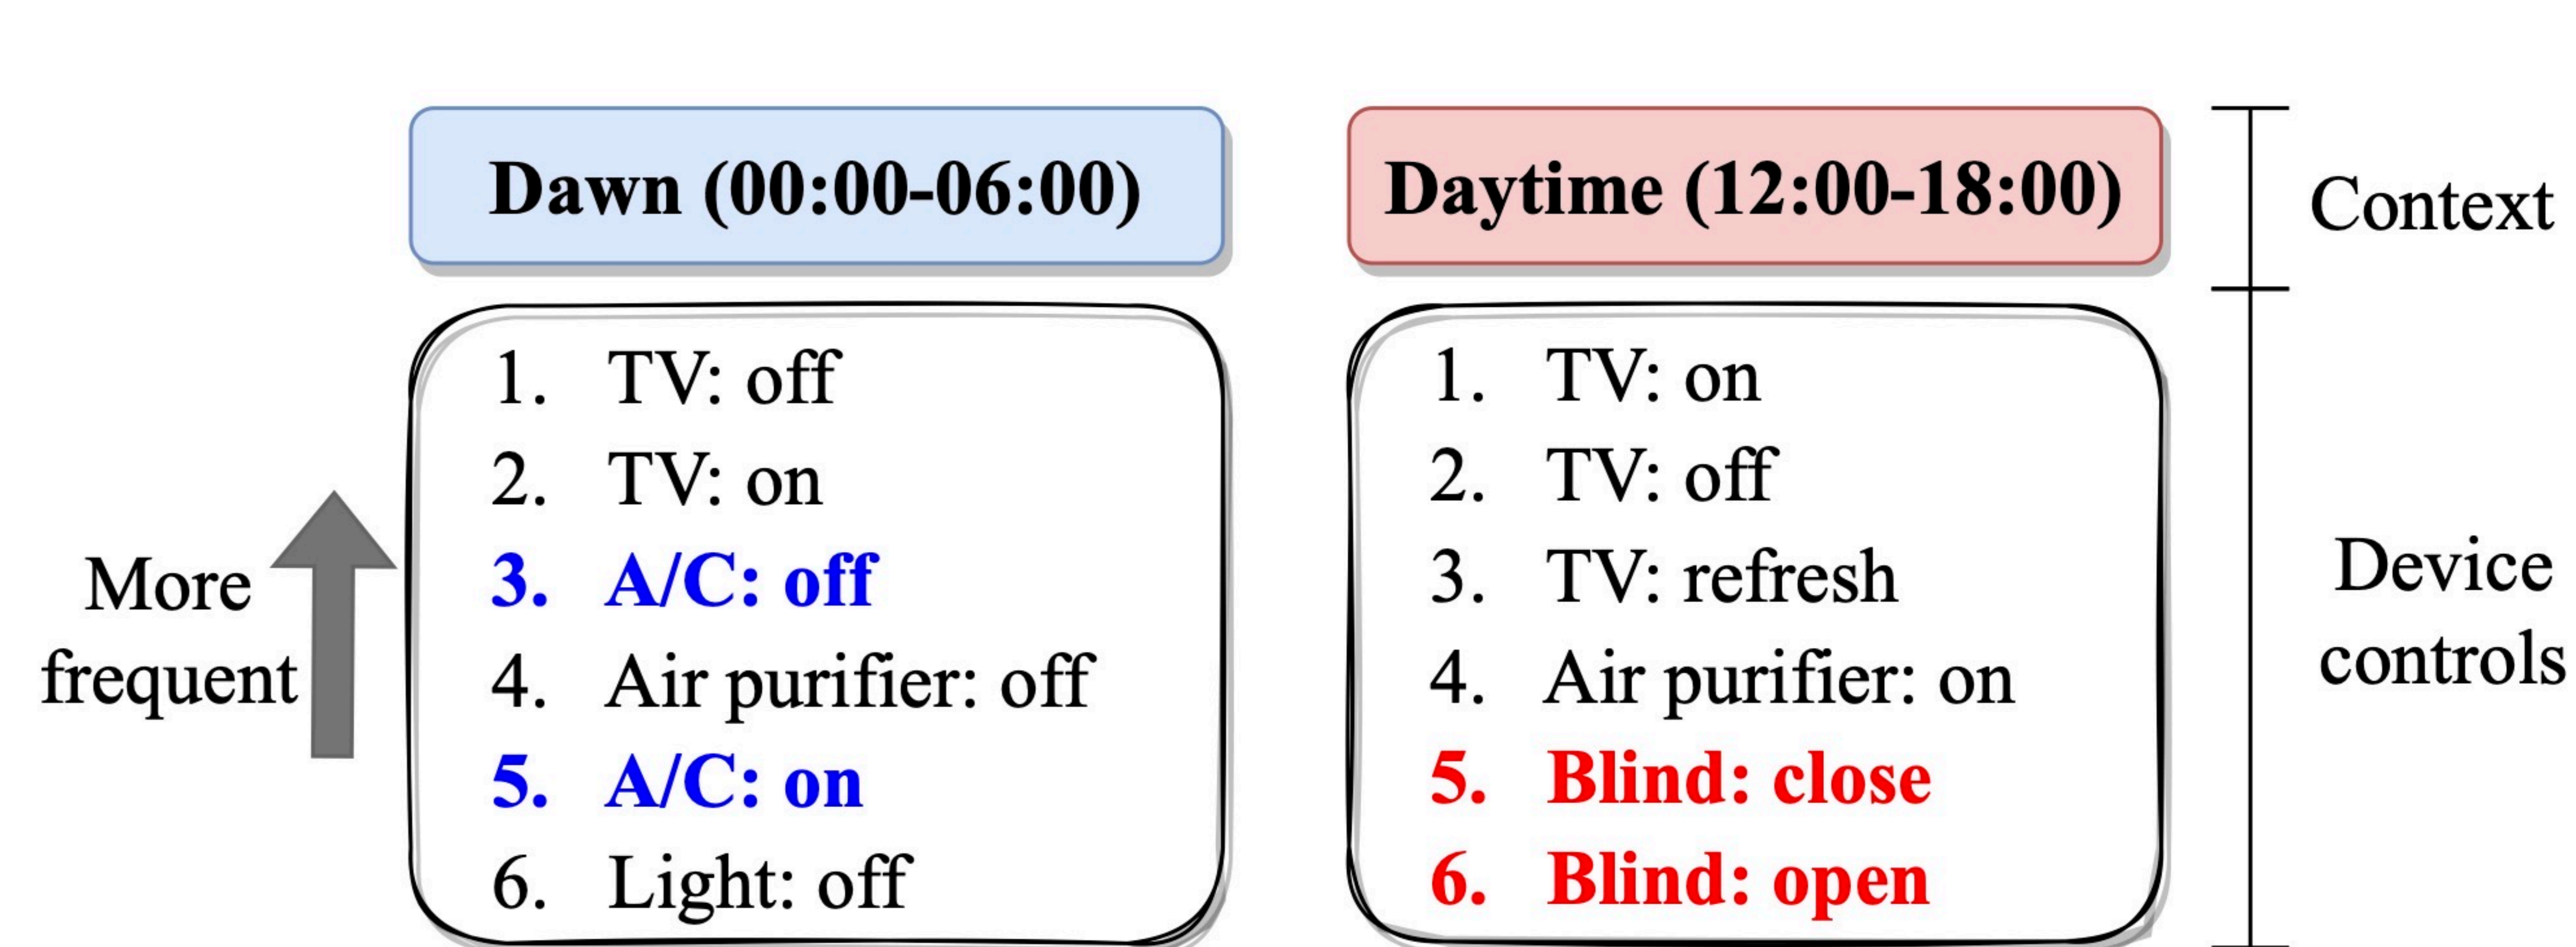 Dawn (00:00-06:00)
Daytime (12:00-18:00)
Context
More
frequent
1. TV: off
2. TV: on
3. A/C: off
4. Air purifier: off
5. A/C: on
6. Light: off
1. TV: on
2. TV: off
3. TV: refresh
4. Air purifier: on
5. Blind: close
6. Blind: open
Device
controls